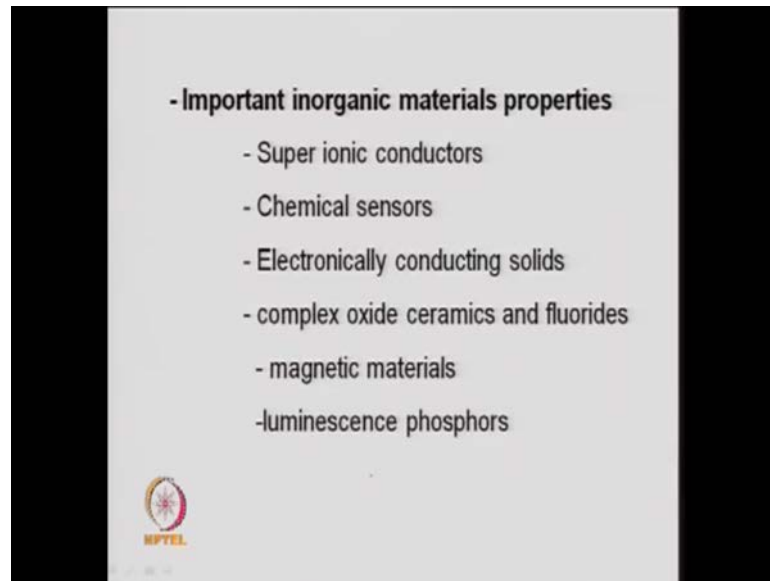 - Important inorganic materials properties
- Super ionic conductors
- Chemical sensors
- Electronically conducting solids
- complex oxide ceramics and fluorides
- magnetic materials
-luminescence phosphors
NPTEL